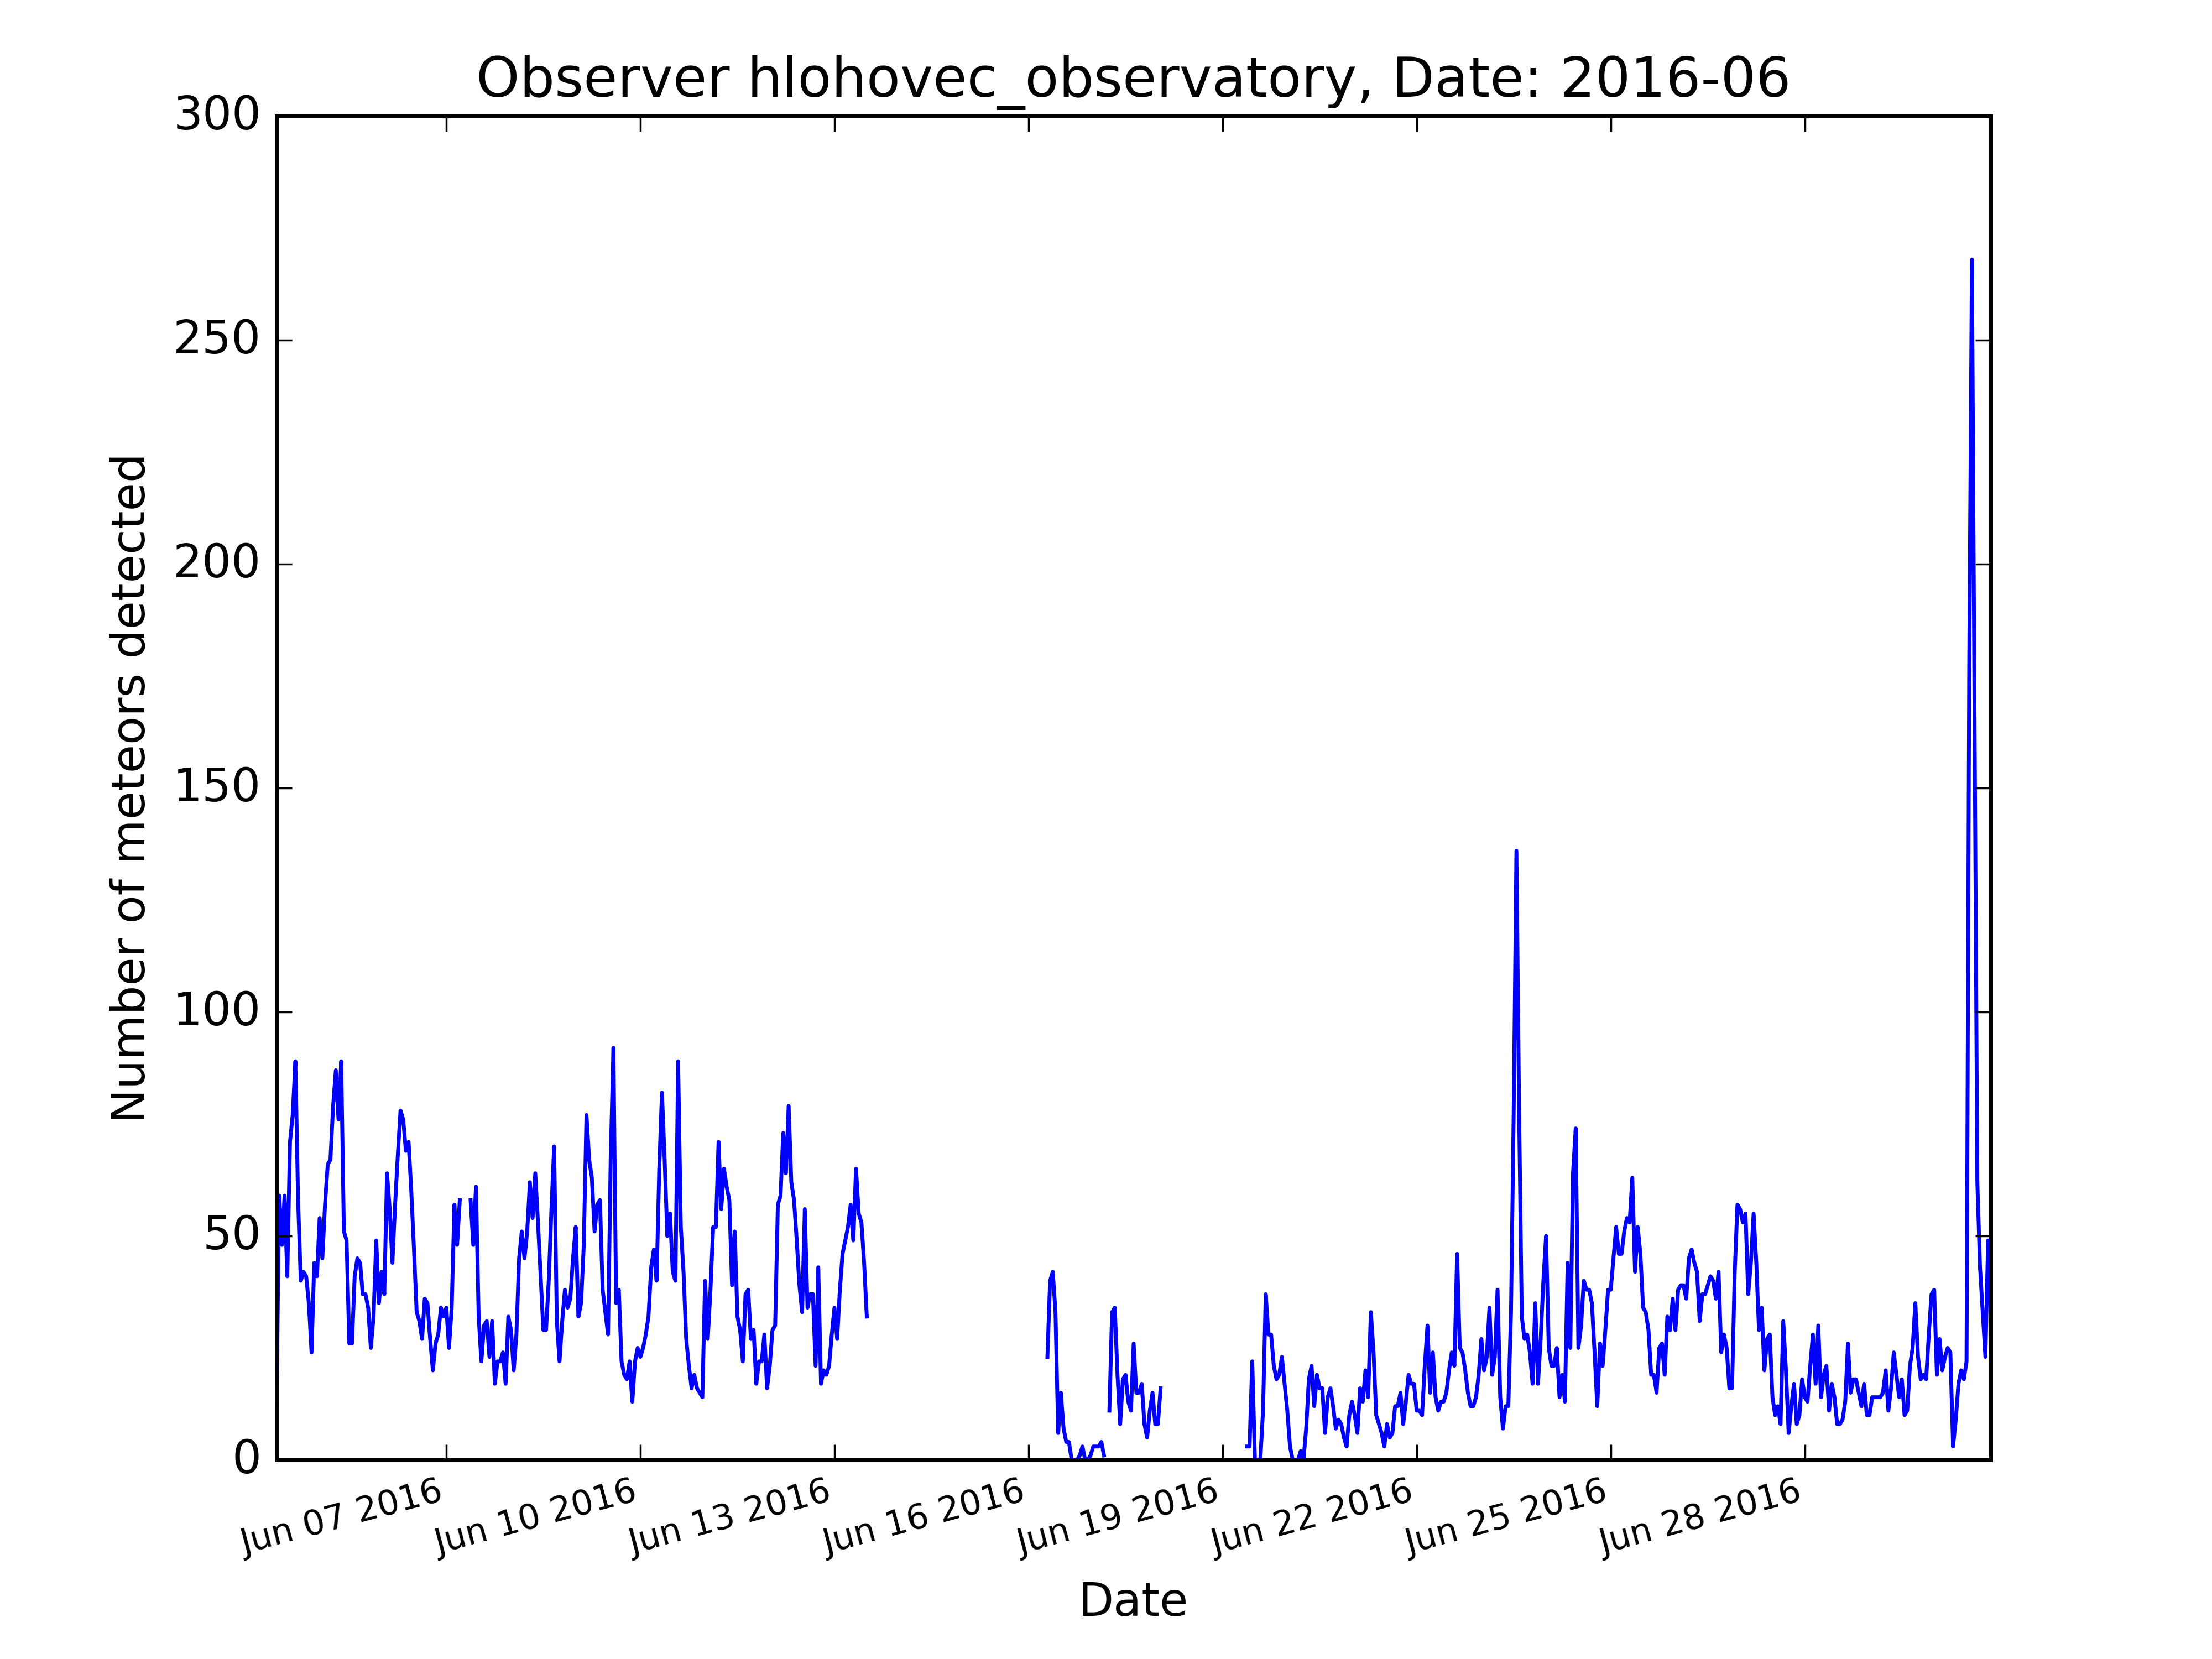 Observer hlohovec_observatory, Date: 2016-06
300
250
200
150
100
50
0
Number of meteors detected
Jun 07 2016
Jun 10 2016
Jun 13 2016
Jun 16 2016
Jun 19 2016
Jun 22 2016
Jun 25 2016
Jun 28 2016
Date